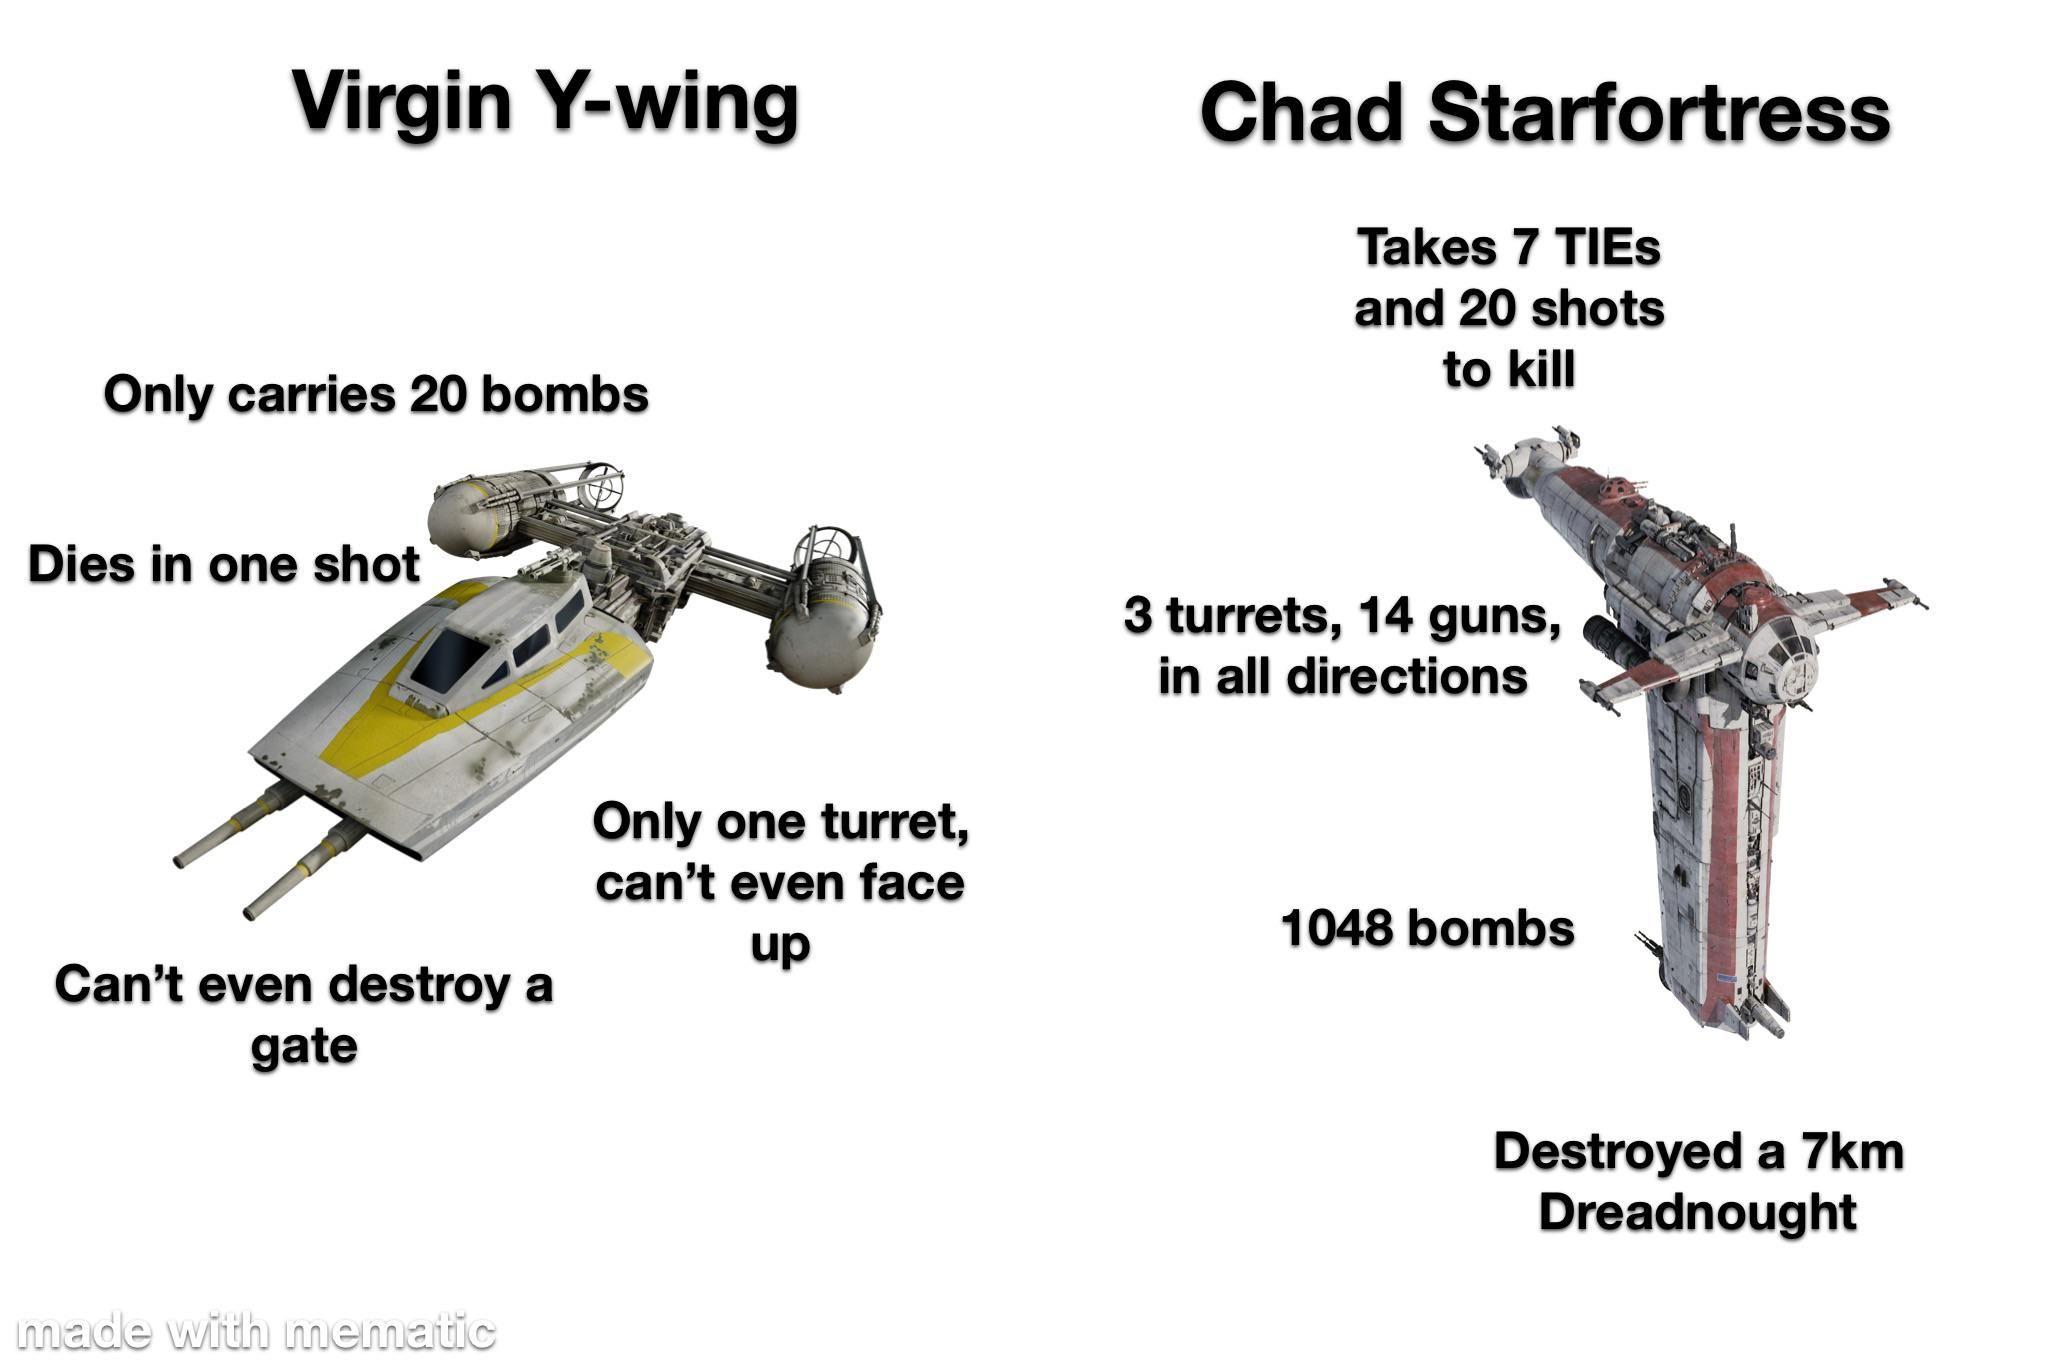 Virgin Y-wing
Chad Starfortress
Takes 7 TIEs
and 20 shots
to kill
Only carries 20 bombs
Dies in one shot
3 turrets, 14 guns,
in all directions
Only one turret,
can't even face
up
1048 bombs
Can't even destroy a
gate
Destroyed a 7km
Dreadnought
made with mematic